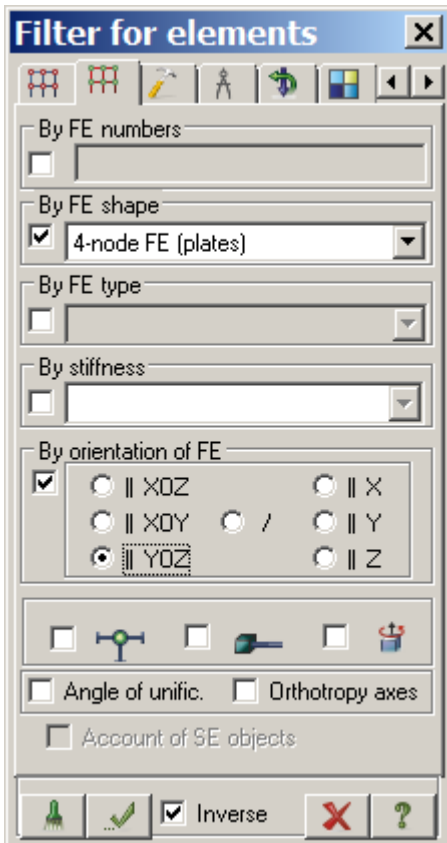 Filter for elements
By FE numbers
By FE shape
4-node FE (plates)
By FE type
By stiffness
By orientation of FE
|| XOZ || X
|| XOY / || Y
|| YOZ || Z
Angle of unific. Orthotropy axes
Account of SE objects
Inverse